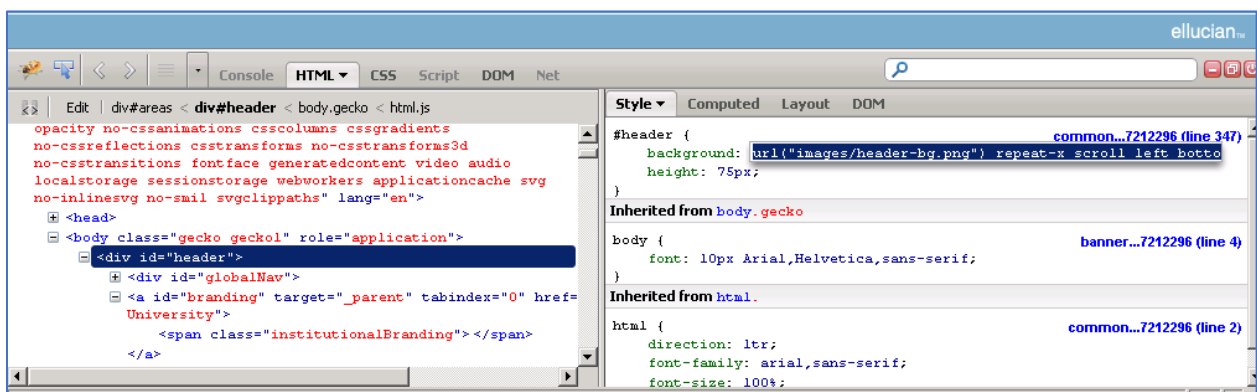 ellucian™
Console HTML CSS Script DOM Net
Edit | div#areas < div#header < body.gecko < html.js
opacity no-cssanimations csscolumns cssgradients
no-cssreflections csstransforms no-csstransforms3d
no-csstransitions fontface generatedcontent video audio
localstorage sessionstorage webworkers applicationcache svg
no-inlinesvg no-smil svgclippaths" lang="en">
<head>
<body class="gecko gecko1" role="application">
<div id="header">
<div id="globalNav">
<a id="branding" target="_parent" tabindex="0" href=
University">
<span class="institutionalBranding"></span>
</a>
Style Computed Layout DOM
#header { common...7212296 (line 347)
background: url("images/header-bg.png") repeat-x scroll left botto
height: 75px;
}
Inherited from body.gecko
body { banner...7212296 (line 4)
font: 10px Arial,Helvetica,sans-serif;
}
Inherited from html.
html { common...7212296 (line 2)
direction: ltr;
font-family: arial,sans-serif;
font-size: 100%;